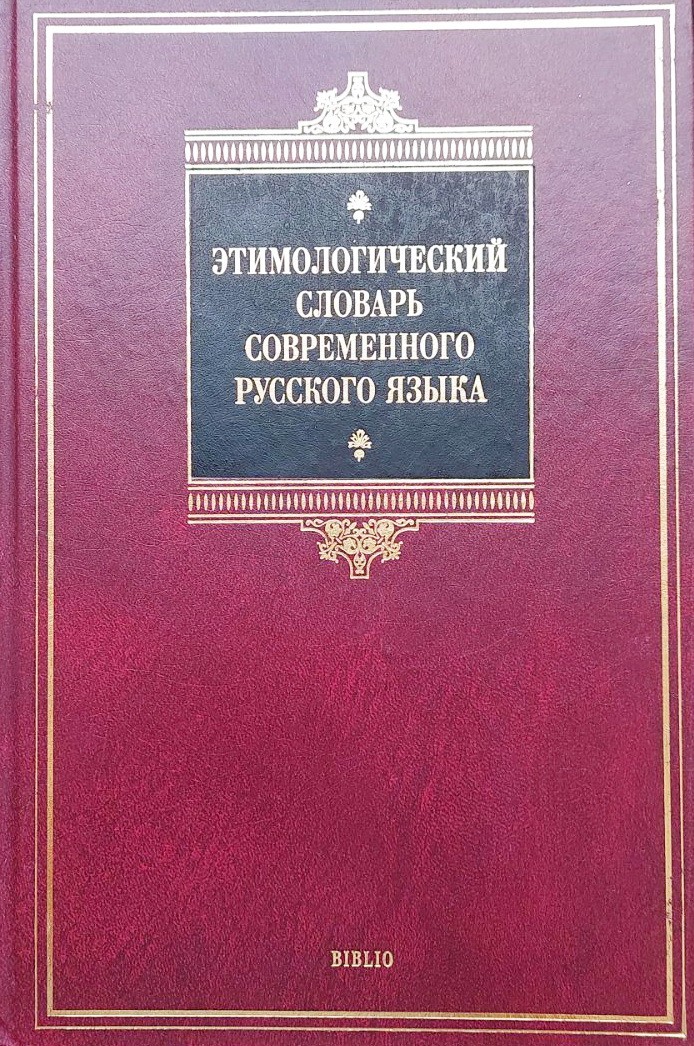 ЭТИМОЛОГИЧЕСКИЙ
СЛОВАРЬ
СОВРЕМЕННОГО
РУССКОГО ЯЗЫКА
BIBLIO